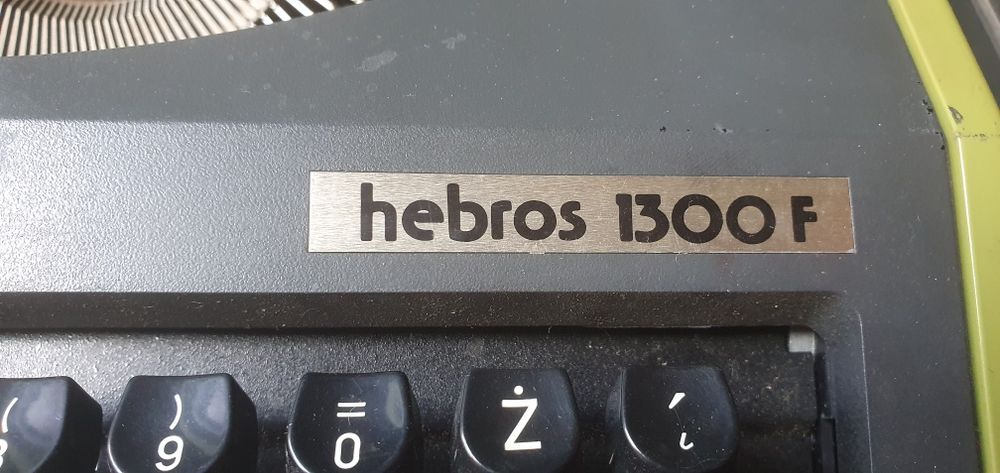 hebros 1300 F
( ) = Ż ´
9 0 ˛